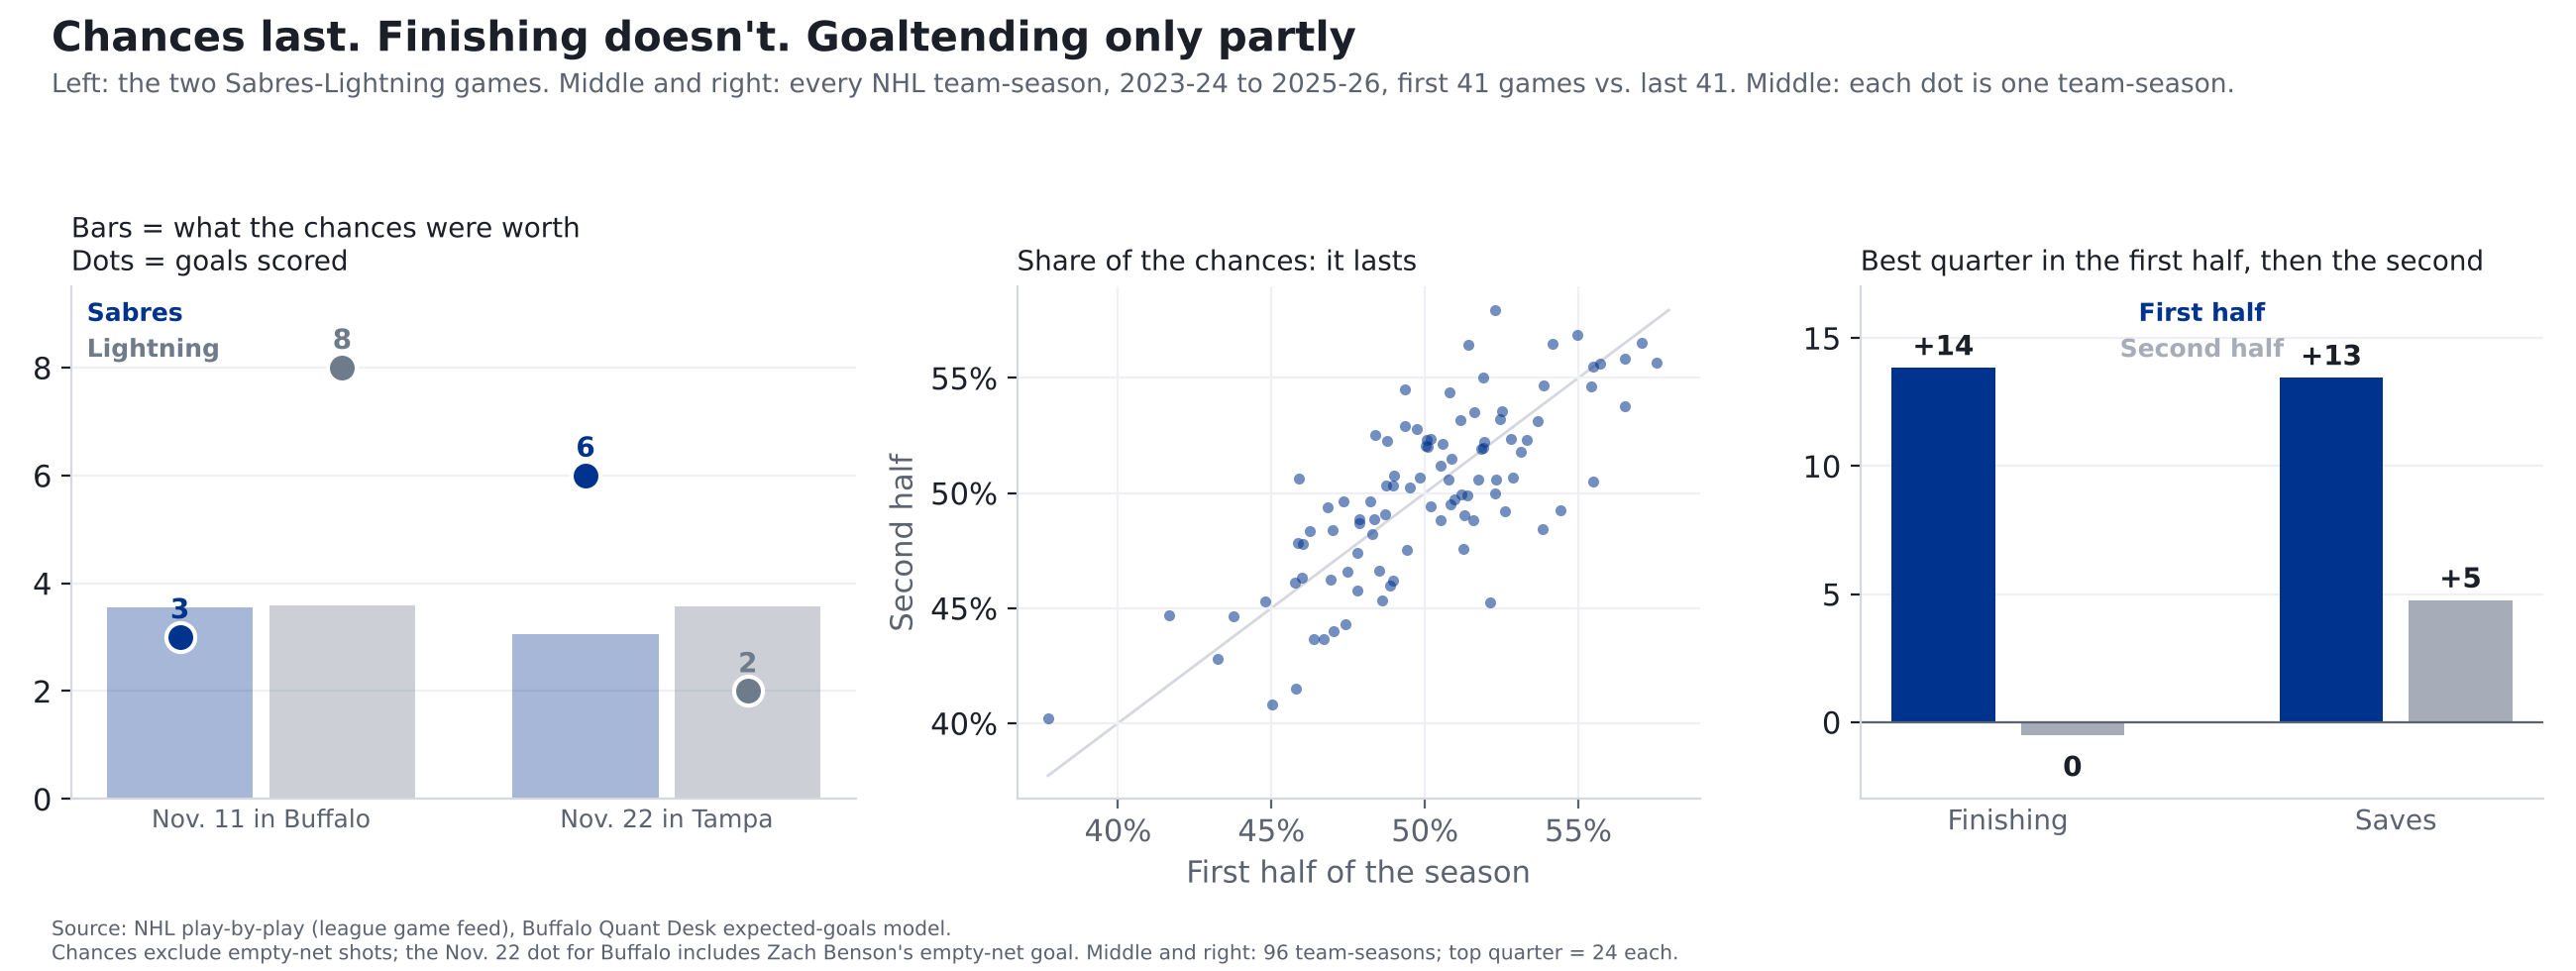 Chances last. Finishing doesn't. Goaltending only partly
Left: the two Sabres-Lightning games. Middle and right: every NHL team-season, 2023-24 to 2025-26, first 41 games vs. last 41. Middle: each dot is one team-season.
Bars = what the chances were worth
Dots = goals scored
Sabres
Lightning
8
6
3
2
8
6
4
2
0
Nov. 11 in Buffalo
Nov. 22 in Tampa
Share of the chances: it lasts
Second half
55%
50%
45%
40%
40%
45%
50%
55%
First half of the season
Best quarter in the first half, then the second
First half
Second half
+14
+13
+5
0
15
10
5
0
Finishing
Saves
Source: NHL play-by-play (league game feed), Buffalo Quant Desk expected-goals model.
Chances exclude empty-net shots; the Nov. 22 dot for Buffalo includes Zach Benson's empty-net goal. Middle and right: 96 team-seasons; top quarter = 24 each.